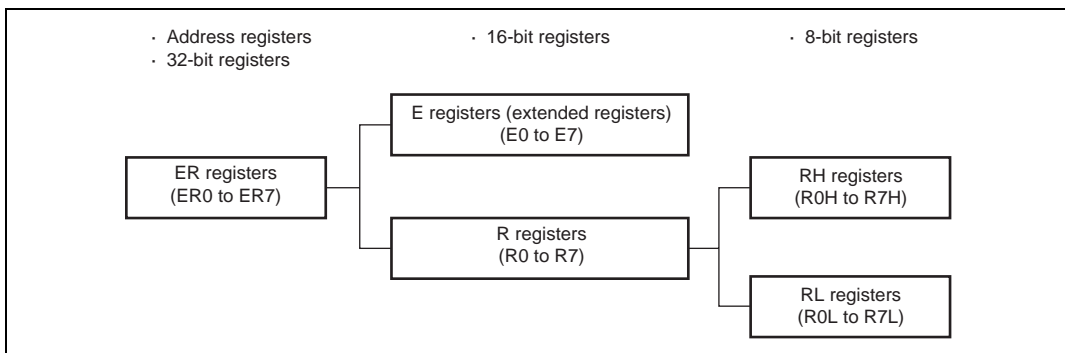 · Address registers
· 32-bit registers
· 16-bit registers
· 8-bit registers
E registers (extended registers)
(E0 to E7)
ER registers
(ER0 to ER7)
RH registers
(R0H to R7H)
R registers
(R0 to R7)
RL registers
(R0L to R7L)